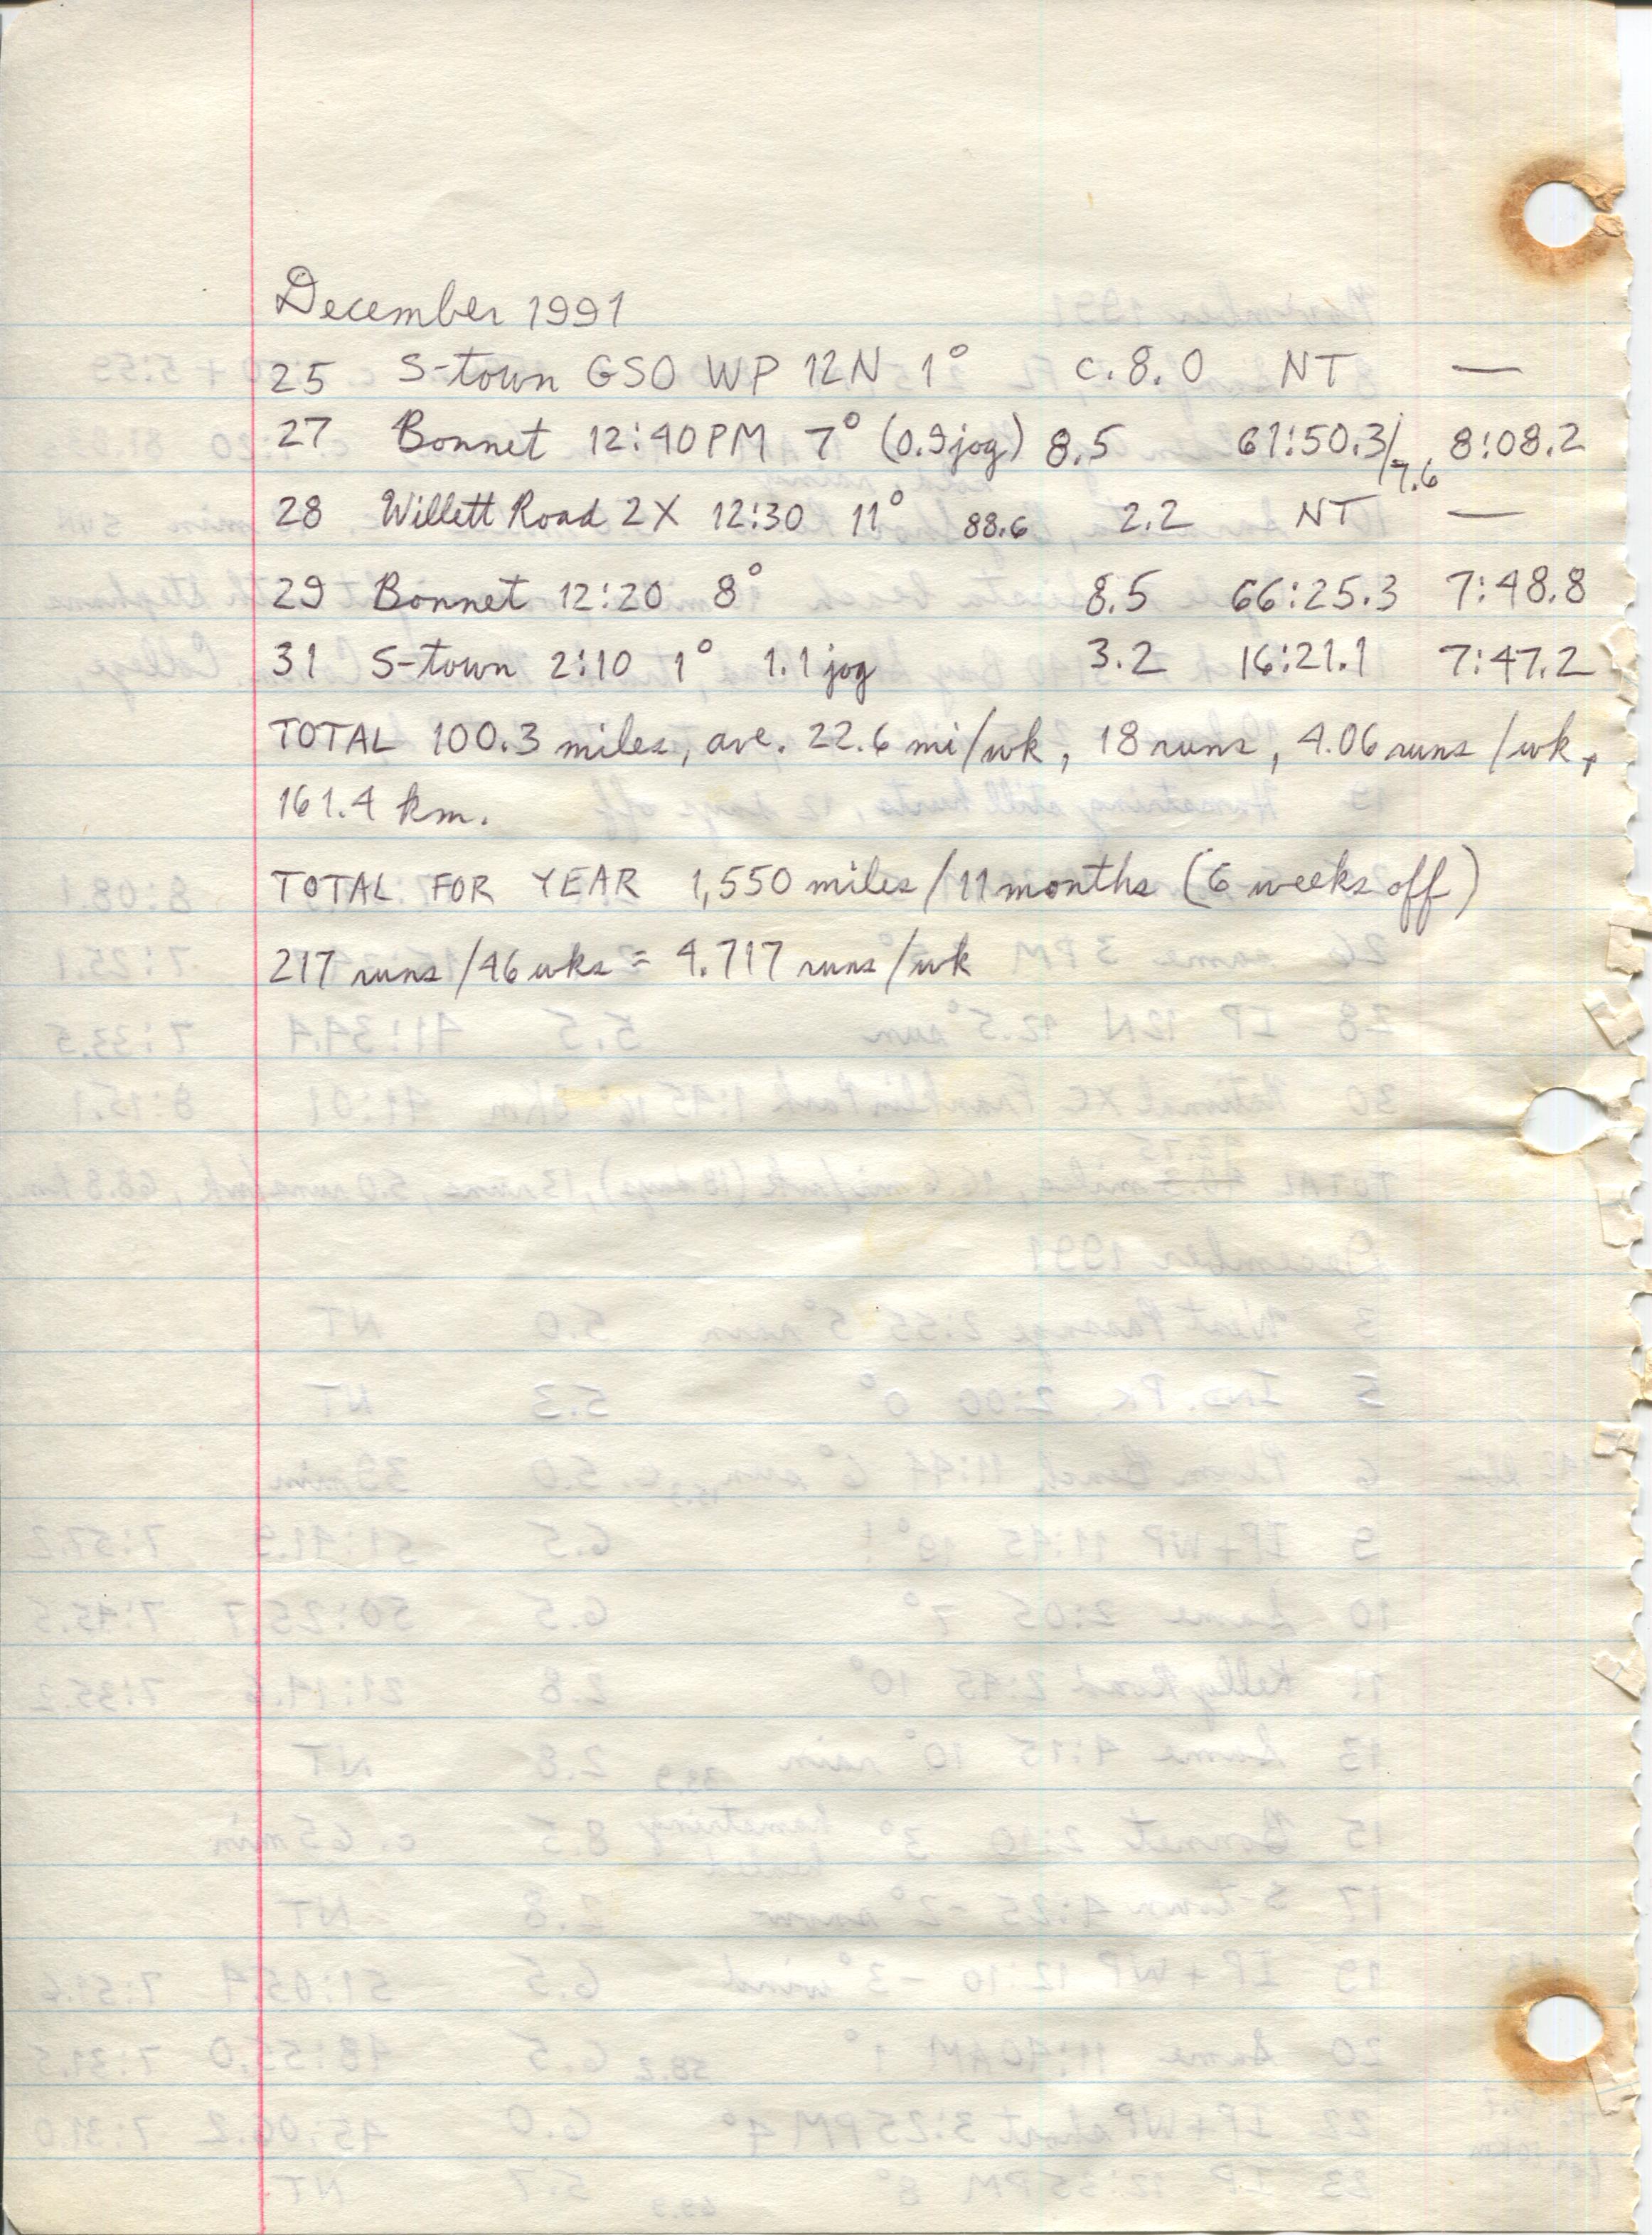 December 1991
25 S-town GSO WP 12N 1° c. 8.0 NT —
27 Bonnet 12:40PM 7° (0.9 jog) 8.5 61:50.3/7.6 8:08.2
28 Willett Road 2X 12:30 11° 88.6 2.2 NT —
29 Bonnet 12:20 8° 8.5 66:25.3 7:48.8
31 S-town 2:10 1° 1.1 jog 3.2 16:21.1 7:47.2
TOTAL 100.3 miles, ave. 22.6 mi/wk, 18 runs, 4.06 runs/wk,
161.4 km.
TOTAL FOR YEAR 1,550 miles/11 months (6 weeks off)
217 runs/46 wks = 4.717 runs/wk